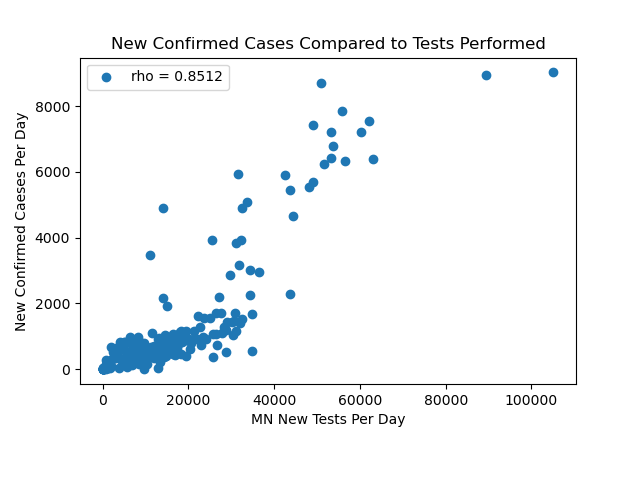 New Confirmed Cases Compared to Tests Performed
rho = 0.8512
New Confirmed Caeses Per Day
8000
6000
4000
2000
0
0 20000 40000 60000 80000 100000
MN New Tests Per Day